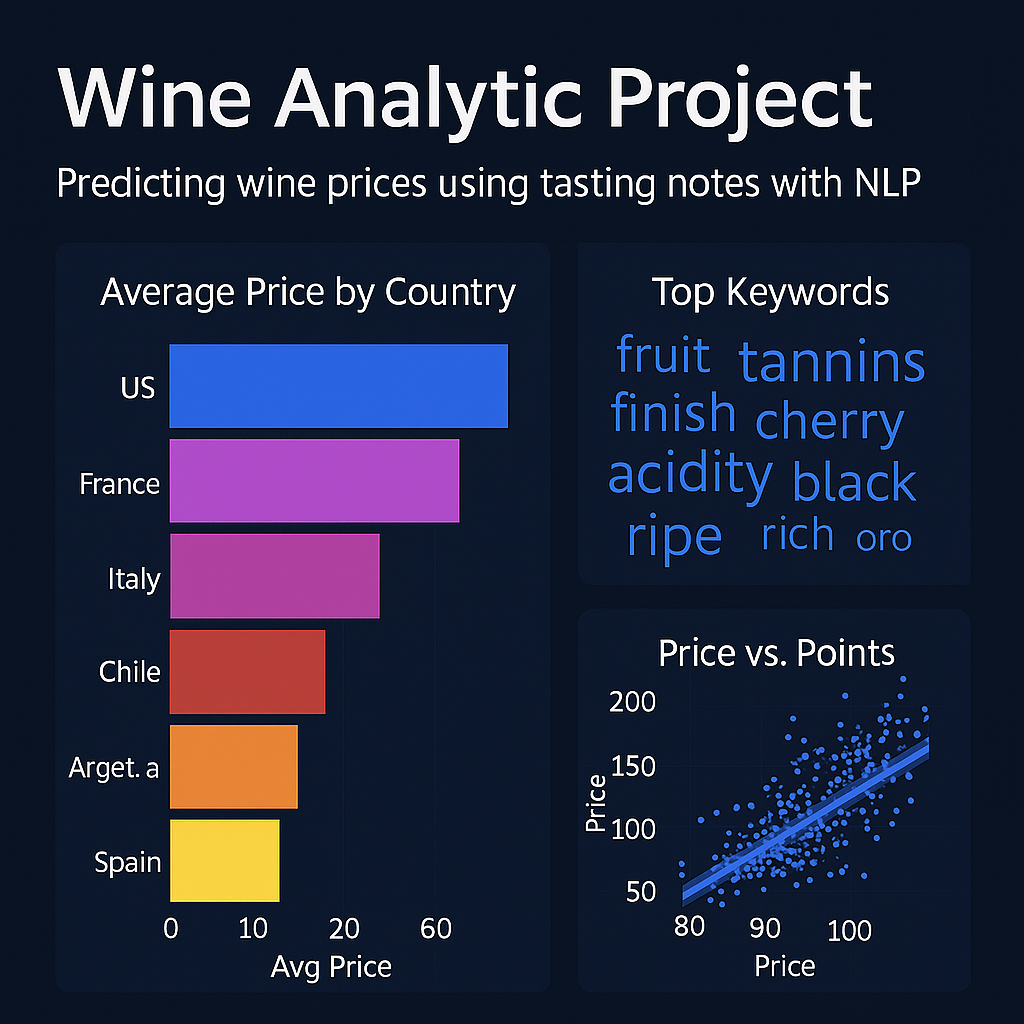 Wine Analytic Project
Predicting wine prices using tasting notes with NLP
Average Price by Country
US
France
Italy
Chile
Arget. a
Spain
0 10 20 60
Avg Price
Top Keywords
fruit tannins
finish cherry
acidity black
ripe rich oro
Price vs. Points
200
150
100
50
Price
80 90 100
Price